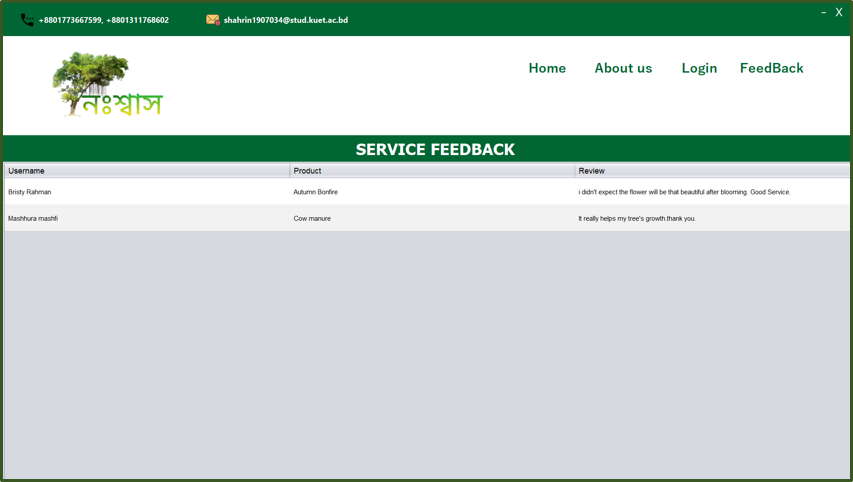 +8801773667599, +8801311768602 shahrin1907034@stud.kuet.ac.bd – X
Home About us Login FeedBack
নঃশ্বাস
SERVICE FEEDBACK
Username Product Review
Bristy Rahman Autumn Bonfire i didn't expect the flower will be that beautiful after blooming. Good Service.
Mashhura mashfi Cow manure It really helps my tree's growth.thank you.